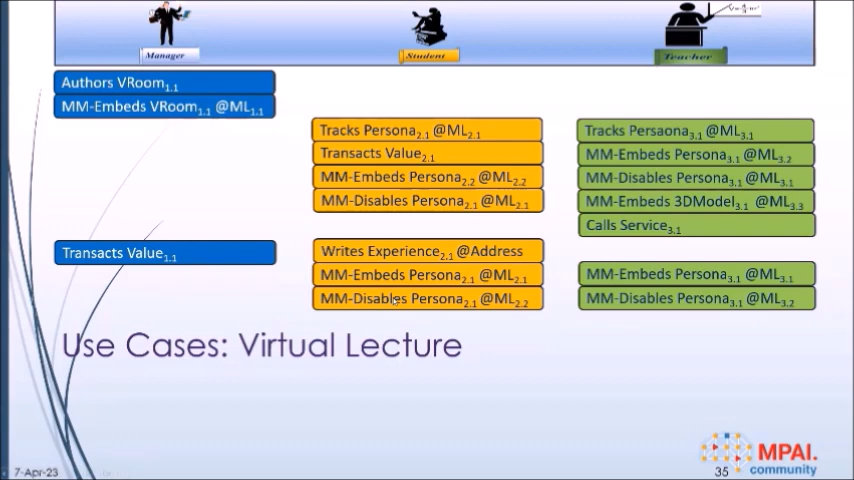 Manager
Student
Teacher
Authors VRoom1.1
MM-Embeds VRoom1.1 @ML1.1
Tracks Persona2.1 @ML2.1
Transacts Value2.1
MM-Embeds Persona2.2 @ML2.2
MM-Disables Persona2.1 @ML2.1
Tracks Persaona3.1 @ML3.1
MM-Embeds Persona3.1 @ML3.2
MM-Disables Persona3.1 @ML3.1
MM-Embeds 3DModel3.1 @ML3.3
Calls Service3.1
Transacts Value1.1
Writes Experience2.1 @Address
MM-Embeds Persona2.1 @ML2.1
MM-Disables Persona2.1 @ML2.2
MM-Embeds Persona3.1 @ML3.1
MM-Disables Persona3.1 @ML3.2
Use Cases: Virtual Lecture
7-Apr-23
35
MPAI.
community